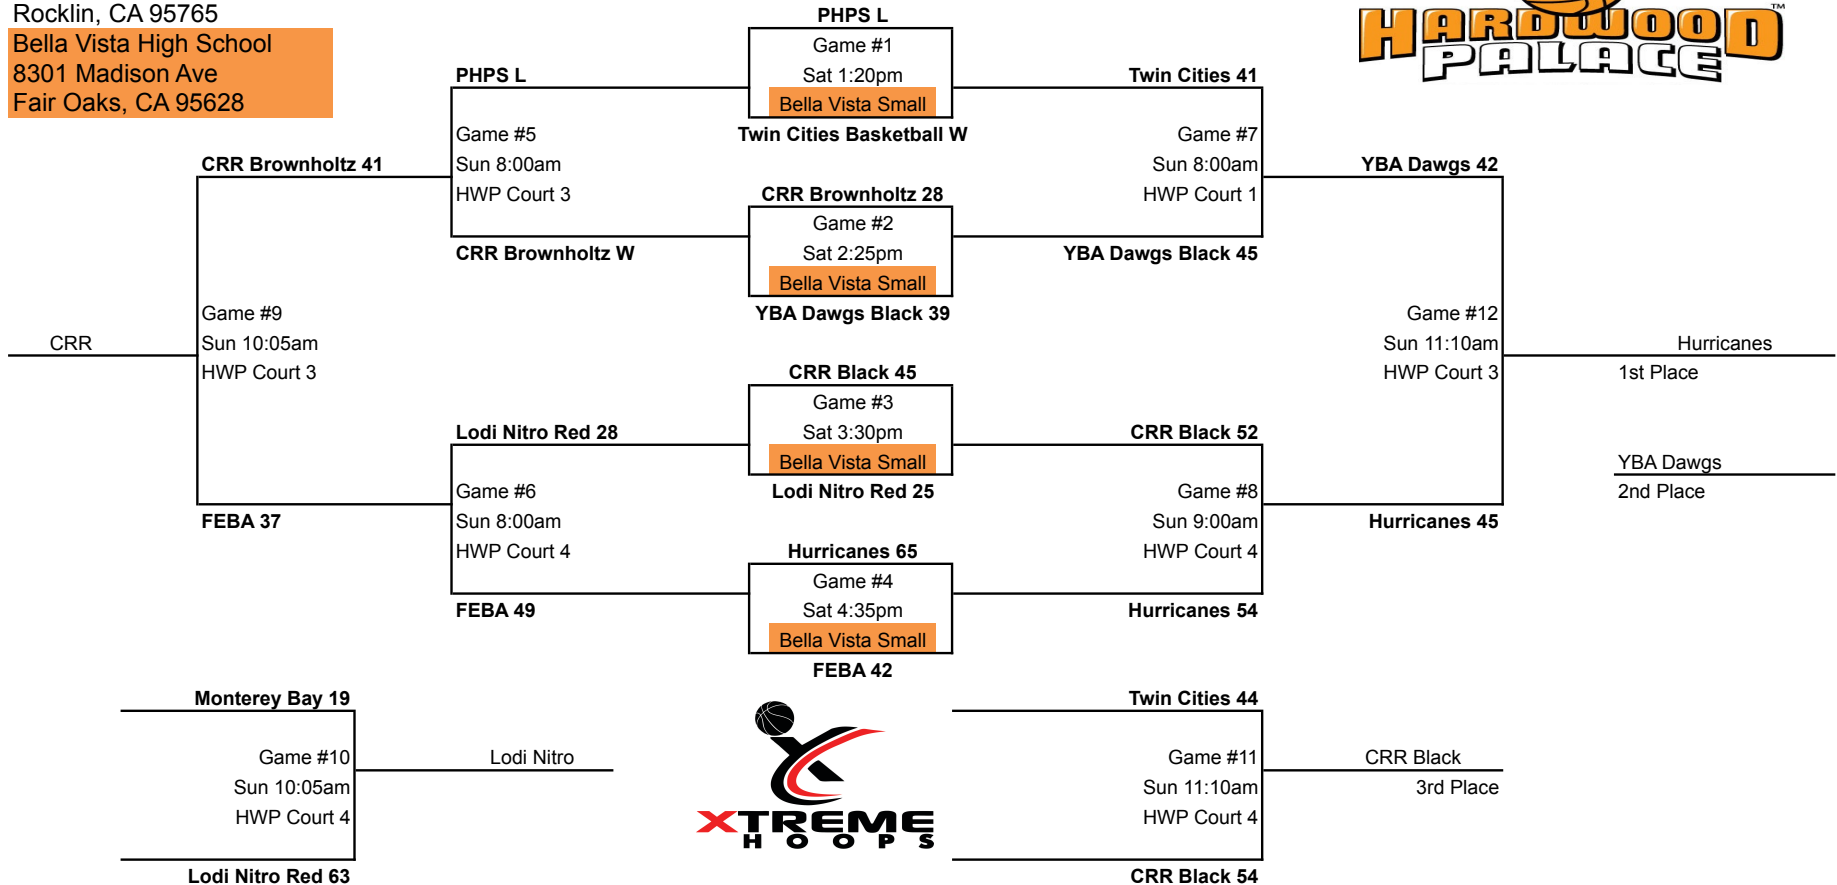 Rocklin, CA 95765
Bella Vista High School
8301 Madison Ave
Fair Oaks, CA 95628
HARDWOOD
PALACE
TM
PHPS L
Game #1
Sat 1:20pm
Bella Vista Small
Twin Cities Basketball W
PHPS L
Game #5
Sun 8:00am
HWP Court 3
CRR Brownholtz W
Twin Cities 41
Game #7
Sun 8:00am
HWP Court 1
YBA Dawgs Black 45
CRR Brownholtz 28
Game #2
Sat 2:25pm
Bella Vista Small
YBA Dawgs Black 39
CRR Brownholtz 41
Game #9
Sun 10:05am
HWP Court 3
FEBA 37
CRR
YBA Dawgs 42
Game #12
Sun 11:10am
HWP Court 3
Hurricanes 45
Hurricanes
1st Place
YBA Dawgs
2nd Place
CRR Black 45
Game #3
Sat 3:30pm
Bella Vista Small
Lodi Nitro Red 25
Lodi Nitro Red 28
Game #6
Sun 8:00am
HWP Court 4
FEBA 49
CRR Black 52
Game #8
Sun 9:00am
HWP Court 4
Hurricanes 54
Hurricanes 65
Game #4
Sat 4:35pm
Bella Vista Small
FEBA 42
Monterey Bay 19
Game #10
Sun 10:05am
HWP Court 4
Lodi Nitro Red 63
Lodi Nitro
XTREME
HOOPS
Twin Cities 44
Game #11
Sun 11:10am
HWP Court 4
CRR Black 54
CRR Black
3rd Place